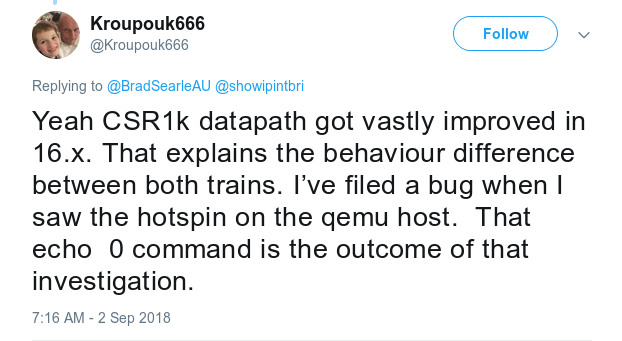 Kroupouk666
@Kroupouk666
Follow
Replying to @BradSearleAU @showipintbri
Yeah CSR1k datapath got vastly improved in
16.x. That explains the behaviour difference
between both trains. I’ve filed a bug when I
saw the hotspin on the qemu host.  That
echo  0 command is the outcome of that
investigation.
7:16 AM - 2 Sep 2018